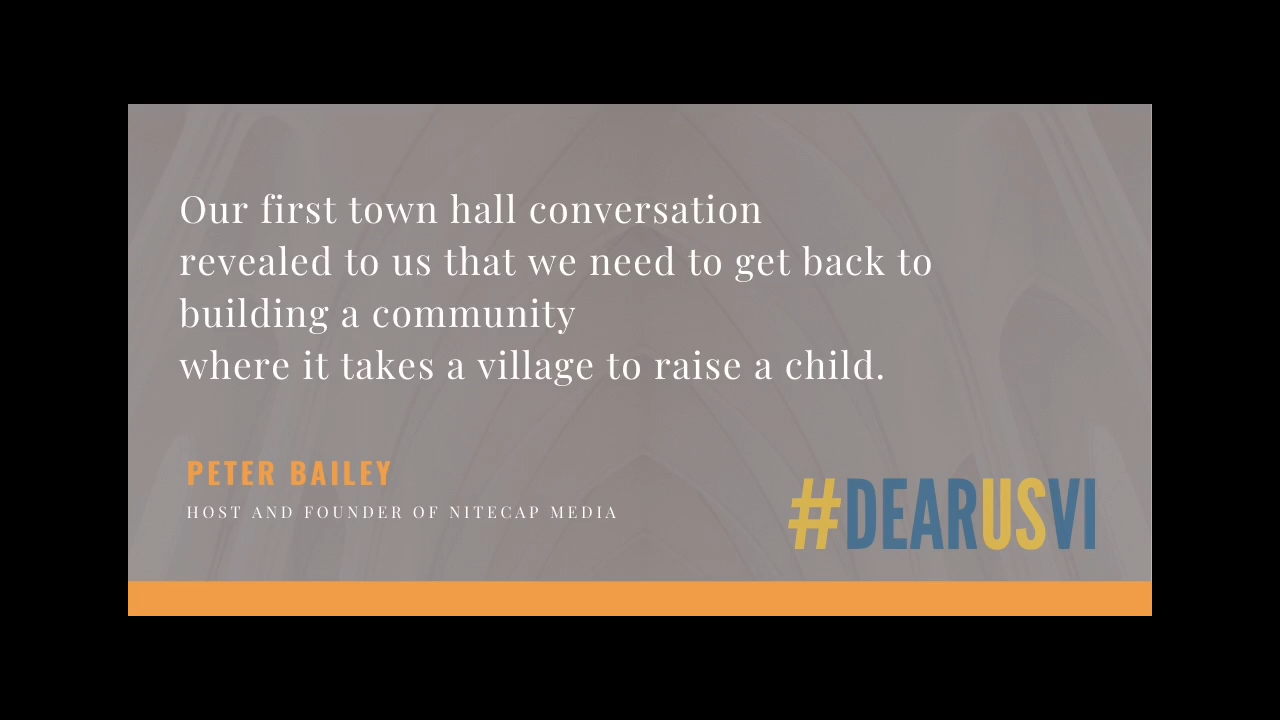 Our first town hall conversation
revealed to us that we need to get back to
building a community
where it takes a village to raise a child.
PETER BAILEY
HOST AND FOUNDER OF NITECAP MEDIA
#DEARUSVI